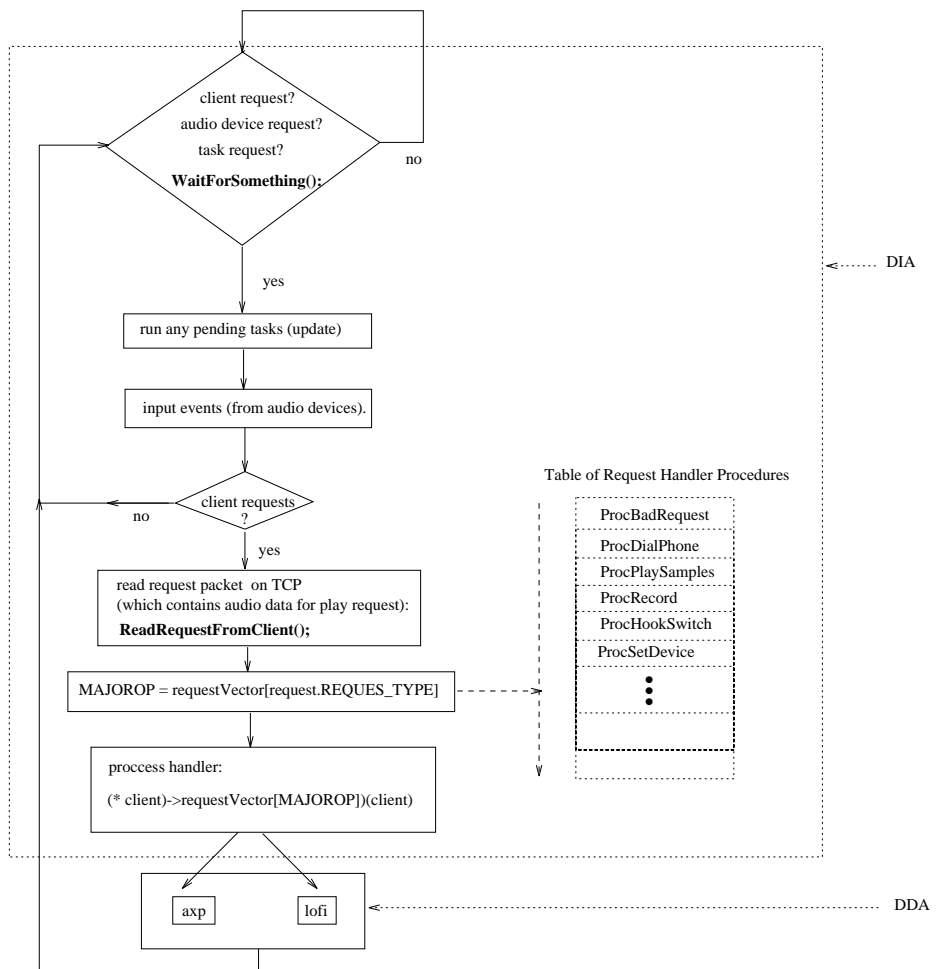 client request?
audio device request?
task request?
WaitForSomething();
no
DIA
yes
run any pending tasks (update)
input events (from audio devices).
client requests
?
no
yes
read request packet on TCP
(which contains audio data for play request):
ReadRequestFromClient();
MAJOROP = requestVector[request.REQUES_TYPE]
proccess handler:
(* client)->requestVector[MAJOROP])(client)
Table of Request Handler Procedures
ProcBadRequest
ProcDialPhone
ProcPlaySamples
ProcRecord
ProcHookSwitch
ProcSetDevice
axp
lofi
DDA